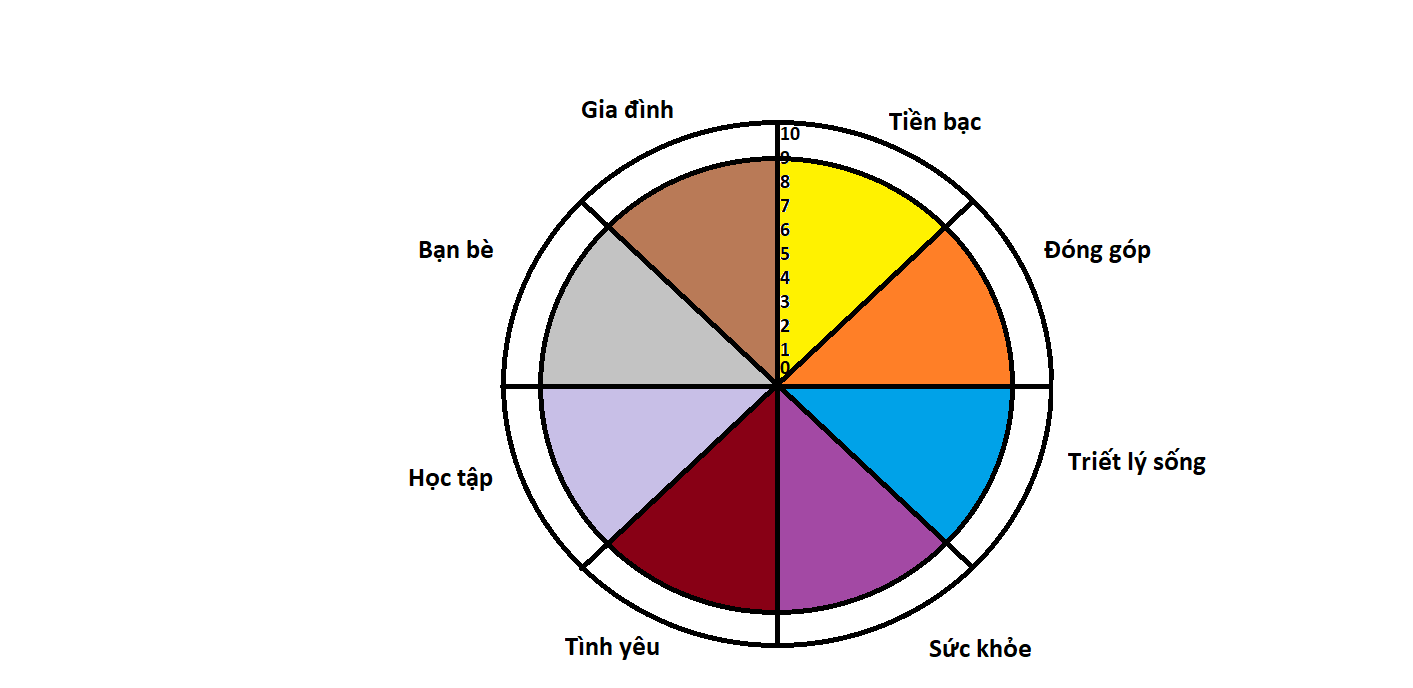 Gia đình
Tiền bạc
10
9
8
7
6
5
4
3
2
1
0
Bạn bè
Đóng góp
Học tập
Triết lý sống
Tình yêu
Sức khỏe